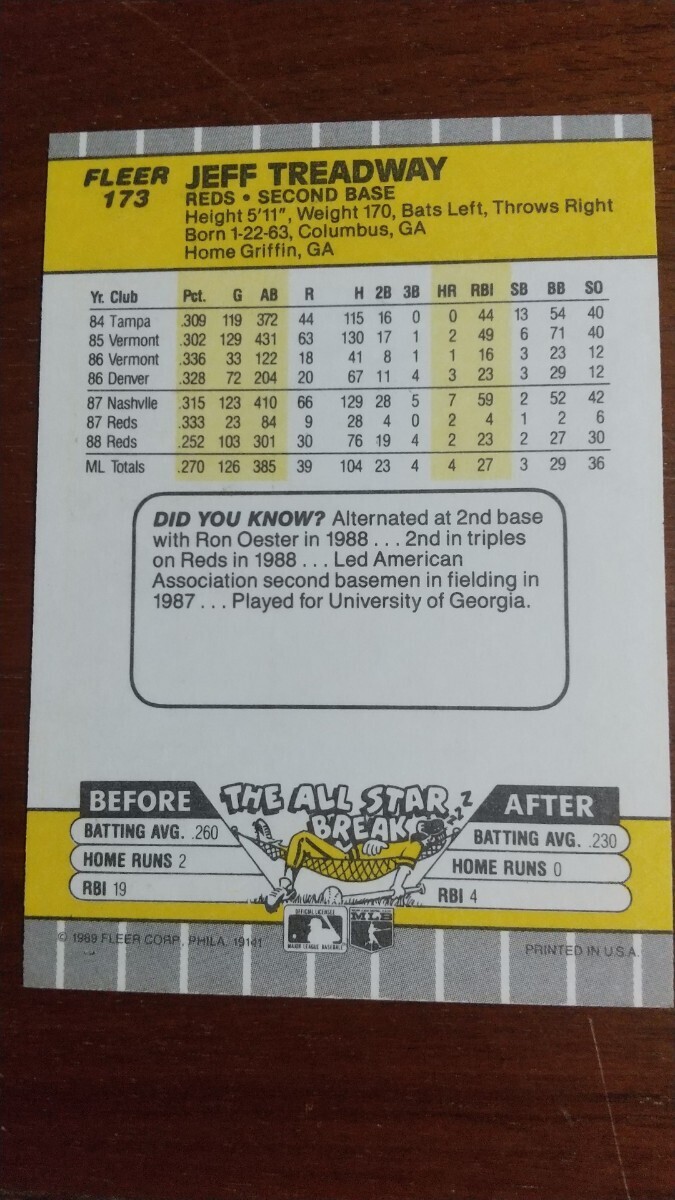 FLEER
173
JEFF TREADWAY
REDS • SECOND BASE
Height 5'11", Weight 170, Bats Left, Throws Right
Born 1-22-63, Columbus, GA
Home Griffin, GA
Yr. Club Pct. G AB R H 2B 3B HR RBI SB BB SO
84 Tampa .309 119 372 44 115 16 0 0 44 13 54 40
85 Vermont .302 129 431 63 130 17 1 2 49 6 71 40
86 Vermont .336 33 122 18 41 8 1 1 16 3 23 12
86 Denver .328 72 204 20 67 11 4 3 23 3 29 12
87 Nashvlle .315 123 410 66 129 28 5 7 59 2 52 42
87 Reds .333 23 84 9 28 4 0 2 4 1 2 6
88 Reds .252 103 301 30 76 19 4 2 23 2 27 30
ML Totals .270 126 385 39 104 23 4 4 27 3 29 36
DID YOU KNOW? Alternated at 2nd base
with Ron Oester in 1988 . . . 2nd in triples
on Reds in 1988 . . . Led American
Association second basemen in fielding in
1987 . . . Played for University of Georgia.
BEFORE
THE ALL STAR
BREAK
ZZZ
AFTER
BATTING AVG. .260
HOME RUNS 2
RBI 19
BATTING AVG. .230
HOME RUNS 0
RBI 4
OFFICIAL LICENSEE
MAJOR LEAGUE BASEBALL
MLB
© 1989 FLEER CORP., PHILA. 19141
PRINTED IN U.S.A.